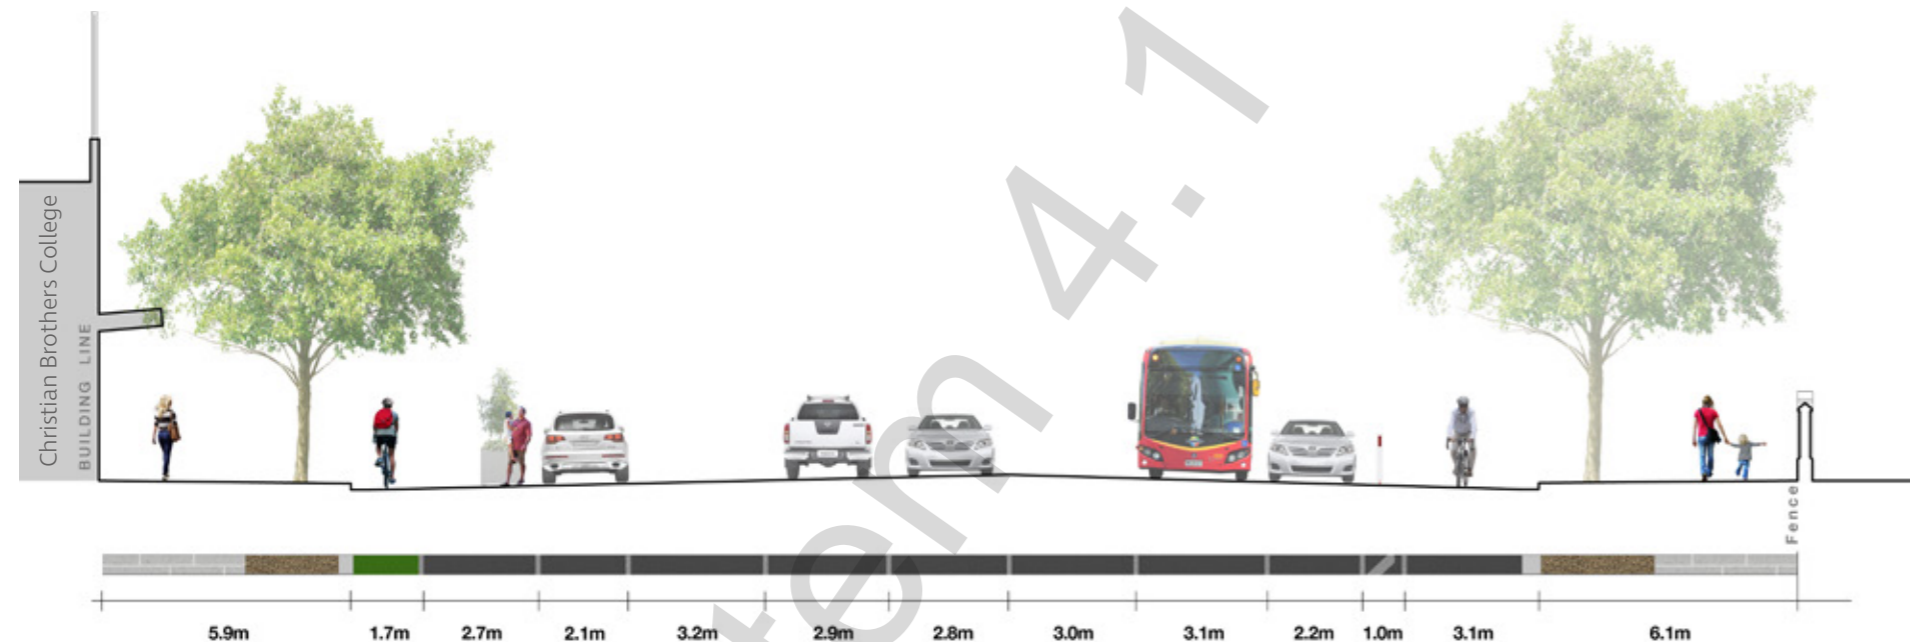 Christian Brothers College
BUILDING LINE
Item 4.1
Fence
5.9m
1.7m
2.7m
2.1m
3.2m
2.9m
2.8m
3.0m
3.1m
2.2m
1.0m
3.1m
6.1m